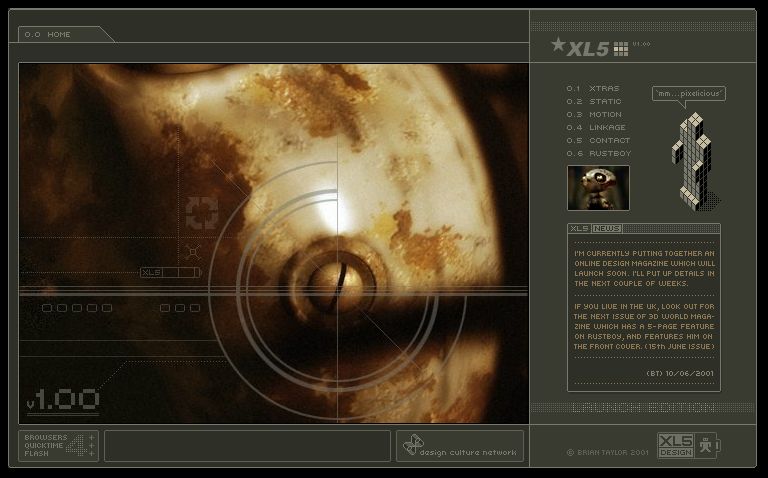 0.0 HOME
XL5 V1.00
0.1 XTRAS
0.2 STATIC
0.3 MOTION
0.4 LINKAGE
0.5 CONTACT
0.6 RUSTBOY
"mm...pixelicious"
XL5 NEWS
I'M CURRENTLY PUTTING TOGETHER AN
ONLINE DESIGN MAGAZINE WHICH WILL
LAUNCH SOON. I'LL PUT UP DETAILS IN
THE NEXT COUPLE OF WEEKS.
IF YOU LIVE IN THE UK, LOOK OUT FOR
THE NEXT ISSUE OF 3D WORLD MAGA-
ZINE WHICH HAS A 5-PAGE FEATURE
ON RUSTBOY, AND FEATURES HIM ON
THE FRONT COVER. (15th JUNE ISSUE)
(BT) 10/06/2001
LAUNCH EDITION
XL5
v1.00
BROWSERS 4 +
QUICKTIME +
FLASH +
design culture network
© BRIAN TAYLOR 2001
XL5
DESIGN